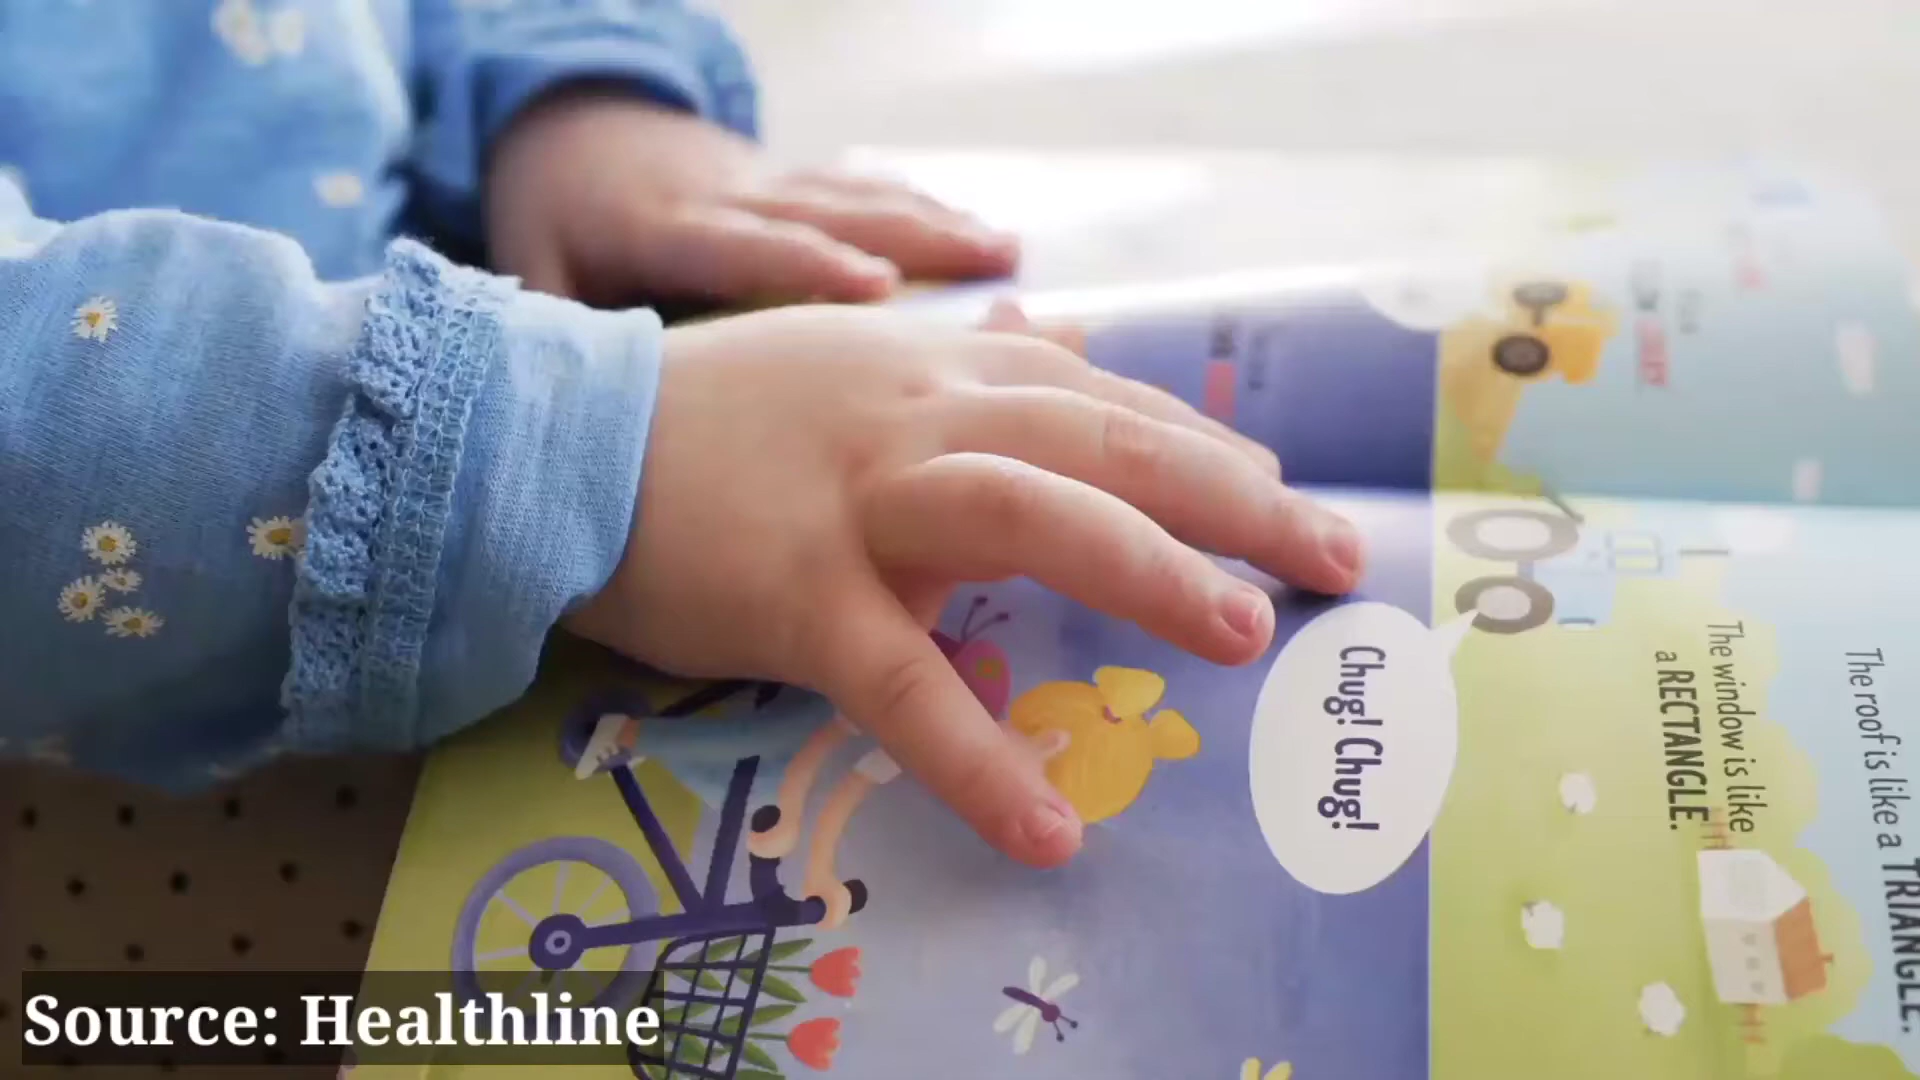 Chug! Chug!
The window is like
a RECTANGLE.
The roof is like a TRIANGLE.
Source: Healthline